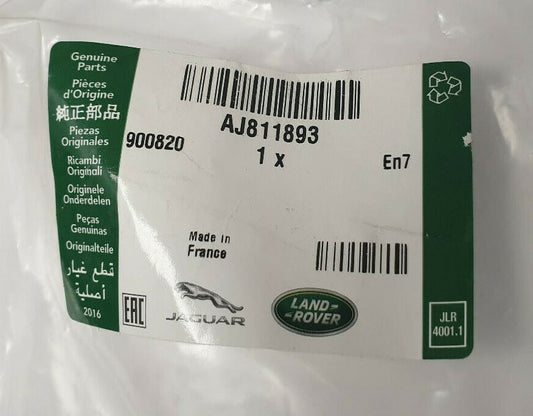 Genuine
Parts
Pièces
d'Origine
純正部品
Piezas
Originales
Ricambi
Originali
Originele
Onderdelen
Peças
Genuinas
Originalteile
قطع غيار
أصلية
2016
AJ811893
900820
1 x
En7
Made in
France
EAC
JAGUAR
LAND-
ROVER
JLR
4001.1